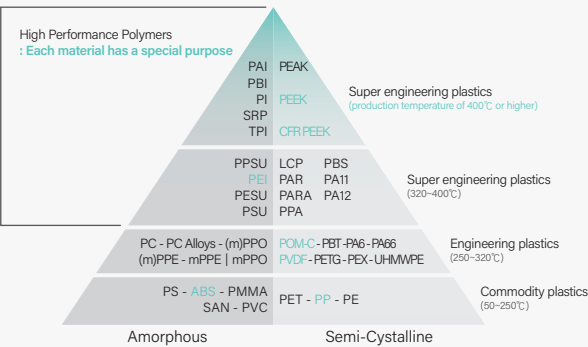 High Performance Polymers
: Each material has a special purpose
PAI PEAK
PBI
PI PEEK
SRP
TPI CFR PEEK
Super engineering plastics
(production temperature of 400℃ or higher)
PPSU LCP PBS
PEI PAR PA11
PESU PARA PA12
PSU PPA
Super engineering plastics
(320~400℃)
PC - PC Alloys - (m)PPO POM-C - PBT -PA6 - PA66
(m)PPE - mPPE | mPPO PVDF - PETG - PEX - UHMWPE
Engineering plastics
(250~320℃)
PS - ABS - PMMA
SAN - PVC
PET - PP - PE
Commodity plastics
(50~250℃)
Amorphous Semi-Cystalline